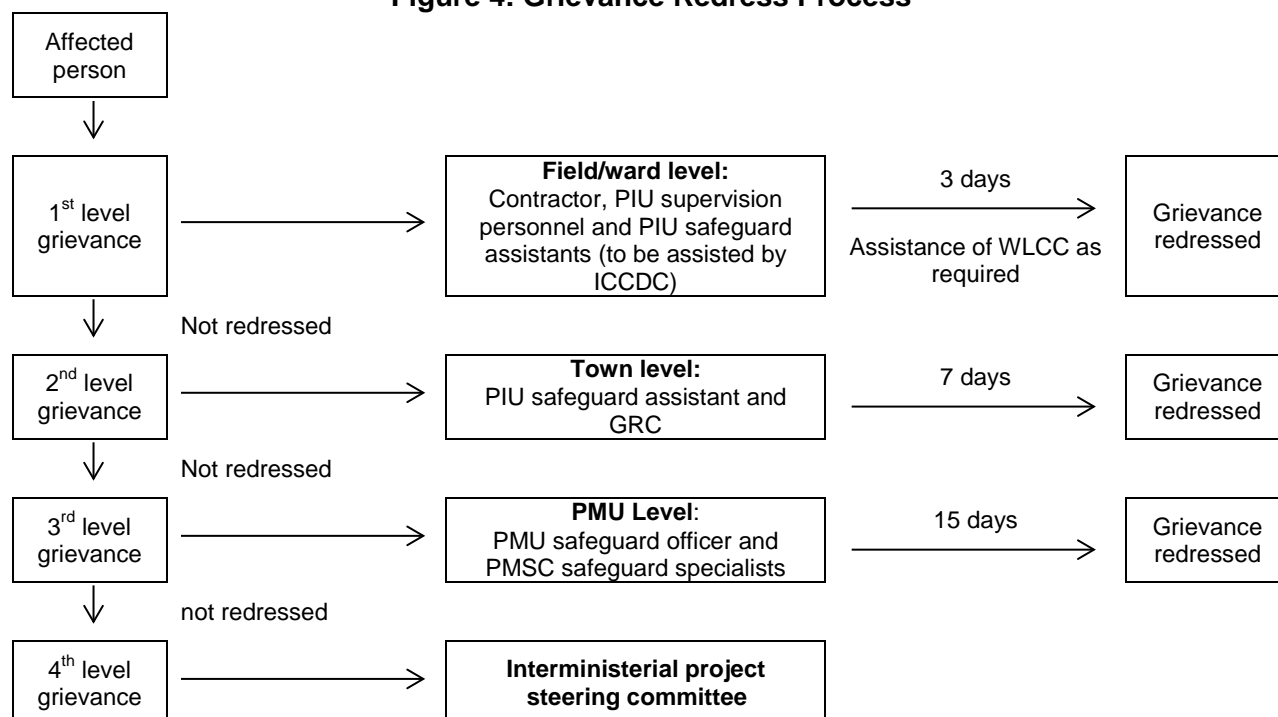 Figure 4: Grievance Redress Process
Affected
person
1st level
grievance
Field/ward level:
Contractor, PIU supervision
personnel and PIU safeguard
assistants (to be assisted by
ICCDC)
3 days
Assistance of WLCC as
required
Grievance
redressed
Not redressed
2nd level
grievance
Town level:
PIU safeguard assistant and
GRC
7 days
Grievance
redressed
Not redressed
3rd level
grievance
PMU Level:
PMU safeguard officer and
PMSC safeguard specialists
15 days
Grievance
redressed
not redressed
4th level
grievance
Interministerial project
steering committee